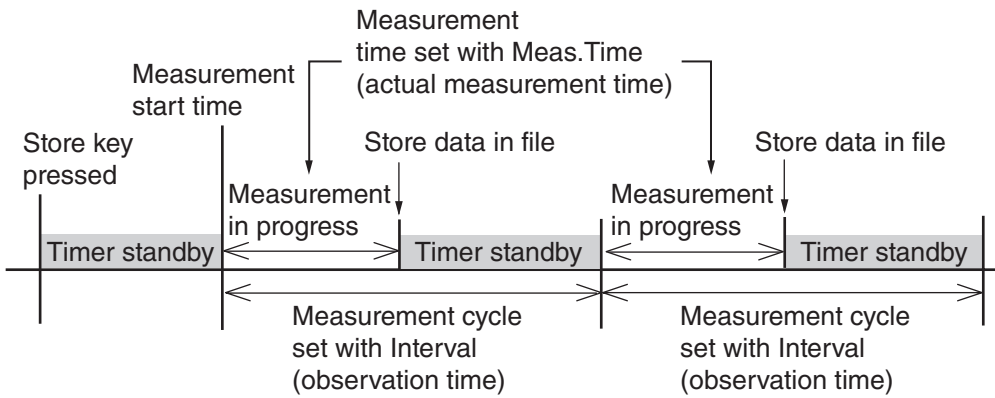 Measurement
time set with Meas.Time
(actual measurement time)
Measurement
start time
Store key
pressed
Store data in file
Store data in file
Measurement
in progress
Measurement
in progress
Timer standby
Timer standby
Timer standby
Measurement cycle
set with Interval
(observation time)
Measurement cycle
set with Interval
(observation time)